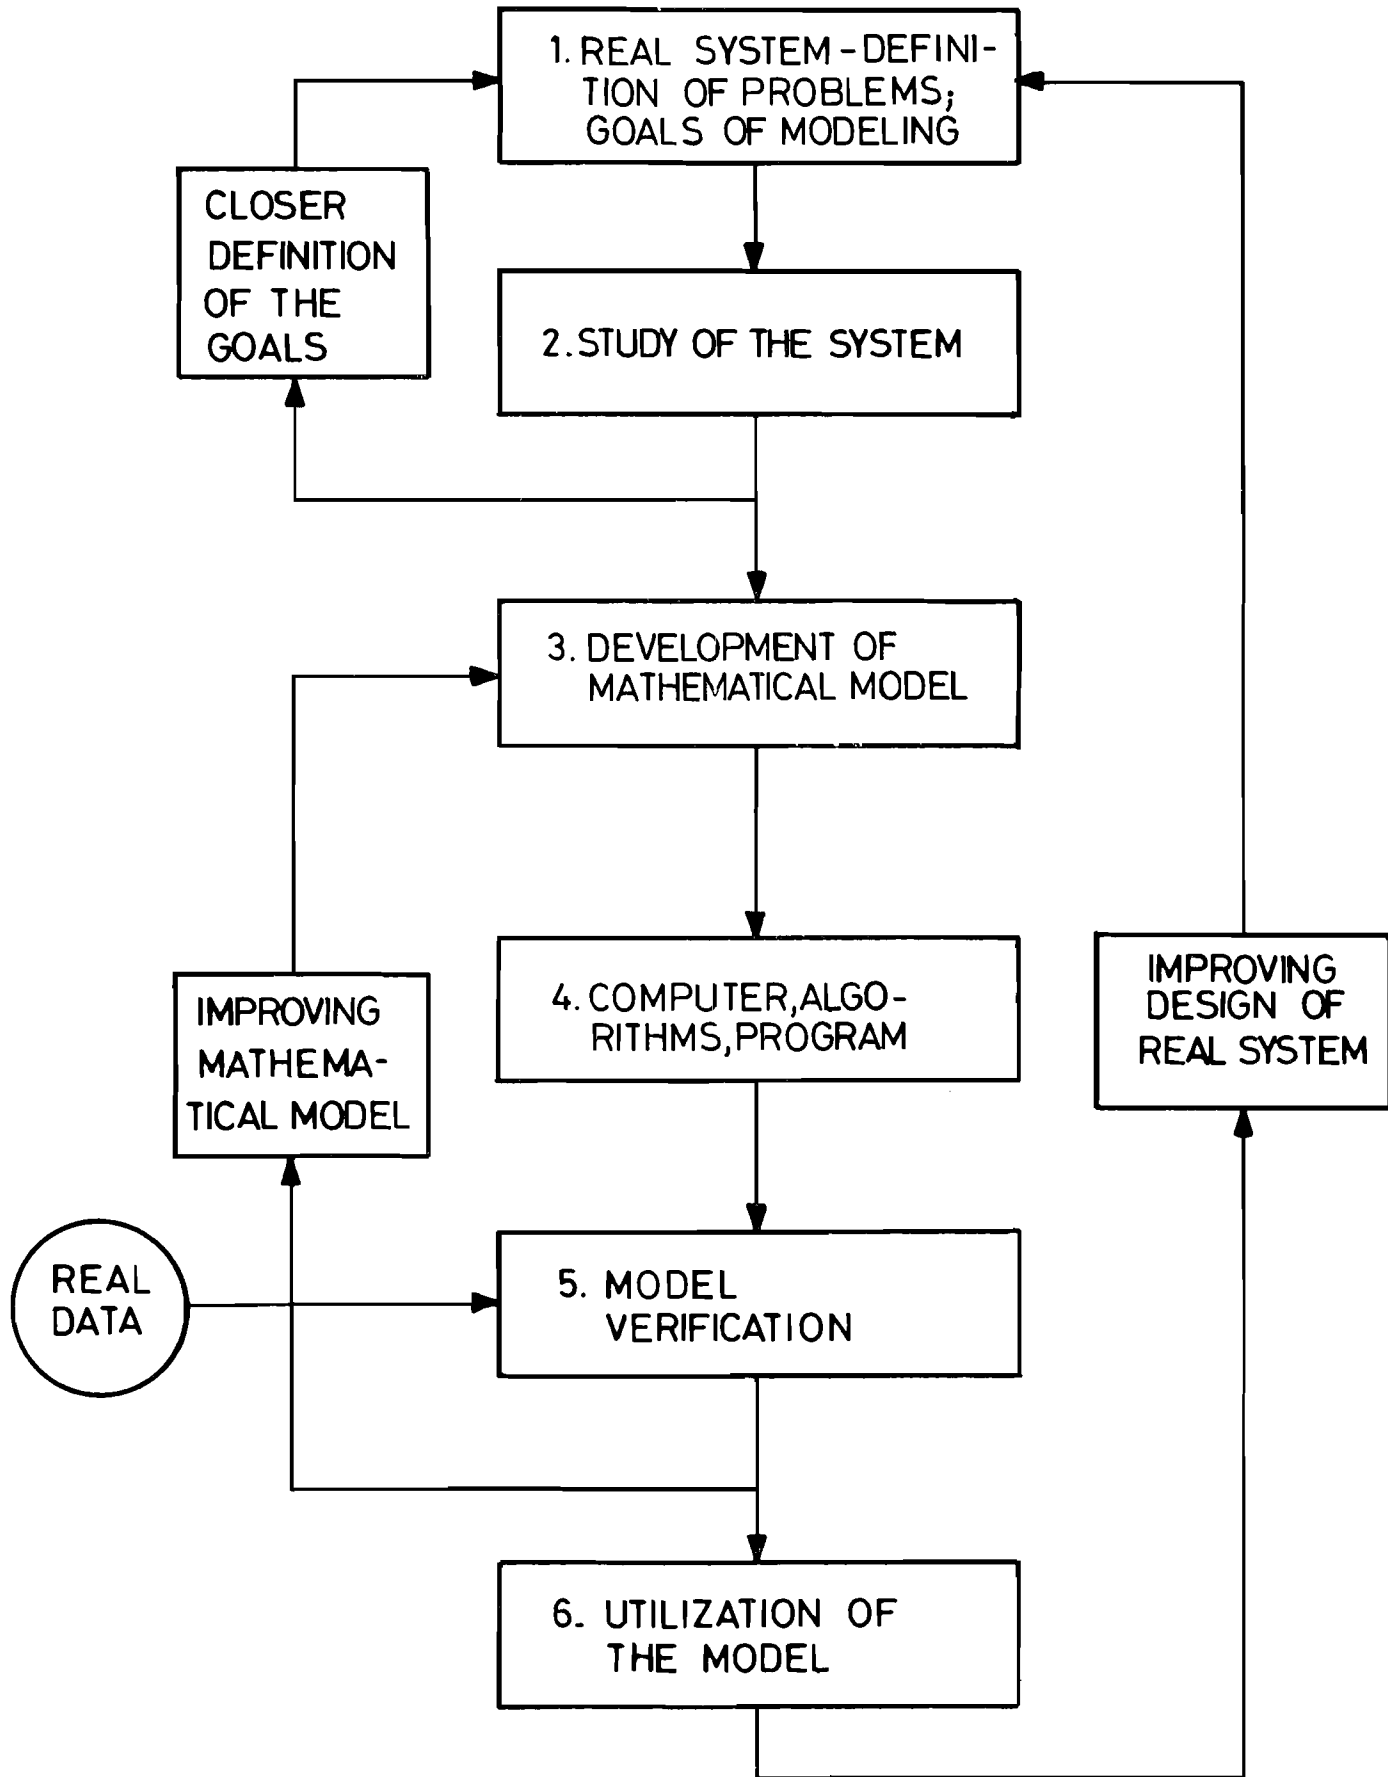 1. REAL SYSTEM - DEFINI-
TION OF PROBLEMS;
GOALS OF MODELING
CLOSER
DEFINITION
OF THE
GOALS
2. STUDY OF THE SYSTEM
3. DEVELOPMENT OF
MATHEMATICAL MODEL
4. COMPUTER, ALGO-
RITHMS, PROGRAM
IMPROVING
MATHEMA-
TICAL MODEL
IMPROVING
DESIGN OF
REAL SYSTEM
REAL
DATA
5. MODEL
VERIFICATION
6. UTILIZATION OF
THE MODEL